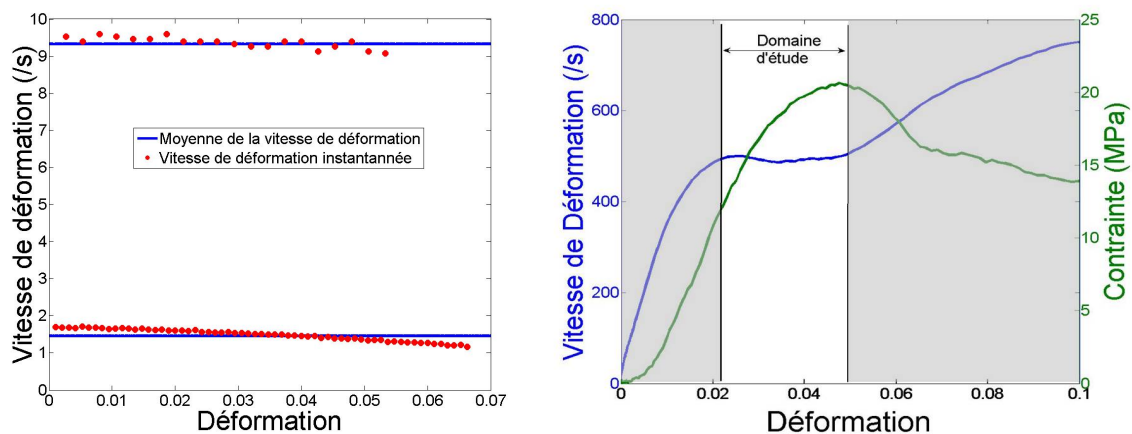 10
9
8
7
6
5
4
3
2
1
0
Vitesse de déformation (/s)
Moyenne de la vitesse de déformation
Vitesse de déformation instantannée
0 0.01 0.02 0.03 0.04 0.05 0.06 0.07
Déformation
800
600
400
200
0
Vitesse de Déformation (/s)
Domaine
d'étude
25
20
15
10
5
0
Contrainte (MPa)
0 0.02 0.04 0.06 0.08 0.1
Déformation